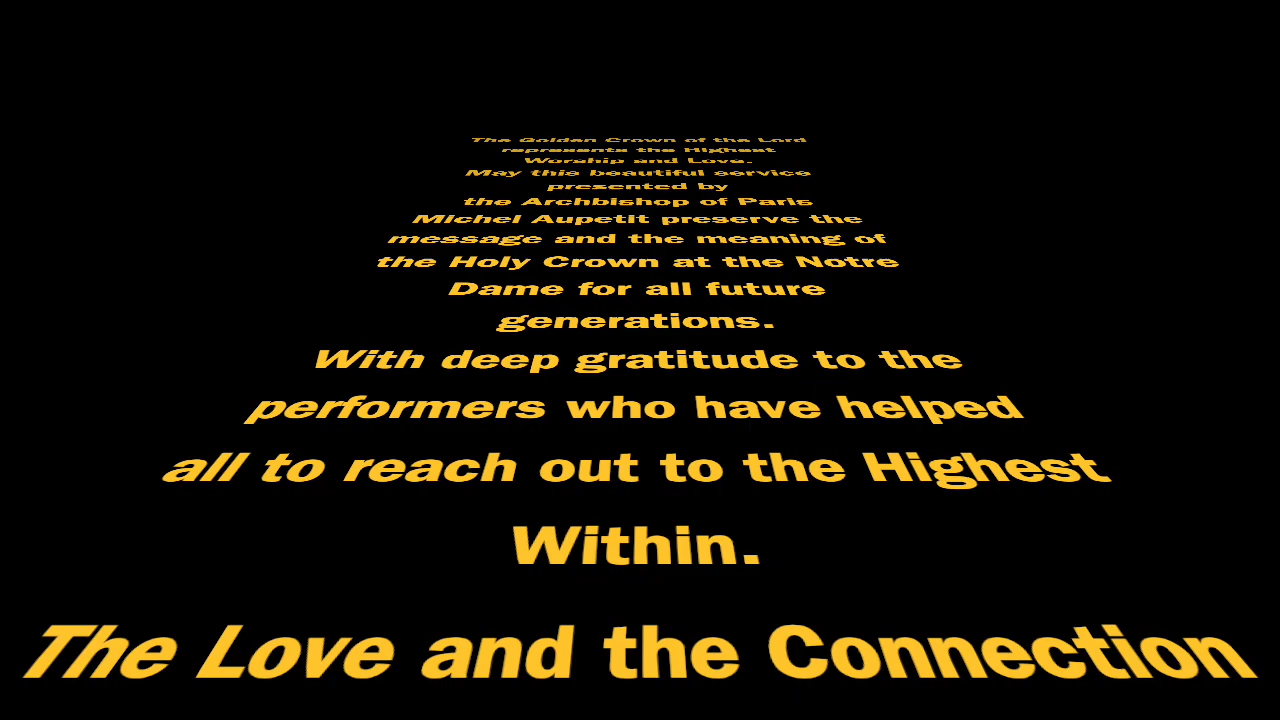 The Golden Crown of the Lord
represents the Highest
Worship and Love.
May this beautiful service
presented by
the Archbishop of Paris
Michel Aupetit preserve the
message and the meaning of
the Holy Crown at the Notre
Dame for all future
generations.
With deep gratitude to the
performers who have helped
all to reach out to the Highest
Within.
The Love and the Connection